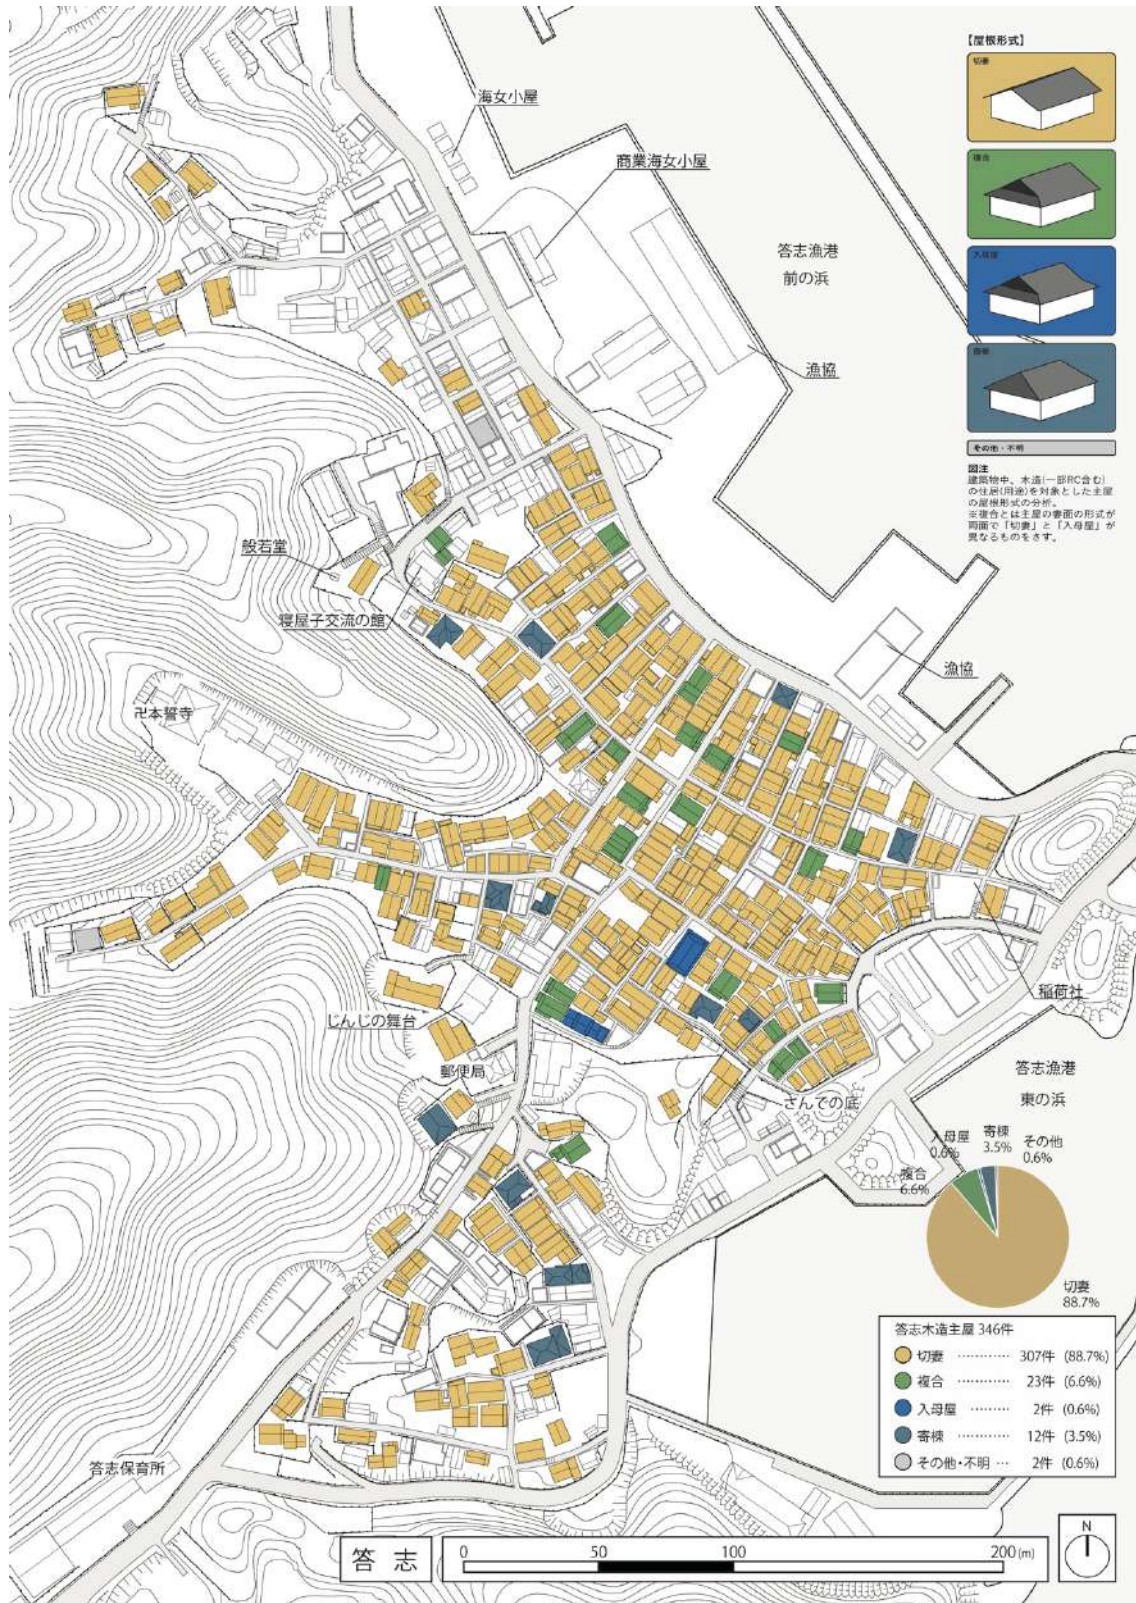 【屋根形式】
切妻
複合
入母屋
寄棟
その他・不明
図注
建築物中、木造(一部RC含む)
の住居(用途)を対象とした主屋
の屋根形式の分析。
※複合とは主屋の妻面の形式が
両面で「切妻」と「入母屋」が
異なるものをさす。
海女小屋
商業海女小屋
答志漁港
前の浜
漁協
般若堂
寝屋子交流の館
漁協
卍本誓寺
稲荷社
じんじの舞台
郵便局
さんでの底
答志漁港
東の浜
入母屋
0.6%
寄棟
3.5%
その他
0.6%
複合
6.6%
切妻
88.7%
答志木造主屋 346件
切妻 ………… 307件 (88.7%)
複合 ………… 23件 (6.6%)
入母屋 ………… 2件 (0.6%)
寄棟 ………… 12件 (3.5%)
その他・不明 … 2件 (0.6%)
答志保育所
答志
0 50 100 200(m)
N